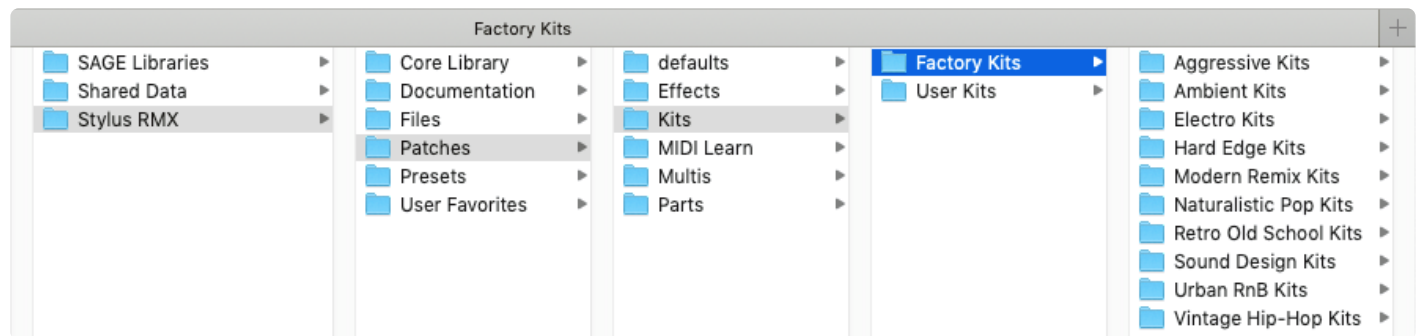 Factory Kits
SAGE Libraries
Shared Data
Stylus RMX
Core Library
Documentation
Files
Patches
Presets
User Favorites
defaults
Effects
Kits
MIDI Learn
Multis
Parts
Factory Kits
User Kits
Aggressive Kits
Ambient Kits
Electro Kits
Hard Edge Kits
Modern Remix Kits
Naturalistic Pop Kits
Retro Old School Kits
Sound Design Kits
Urban RnB Kits
Vintage Hip-Hop Kits